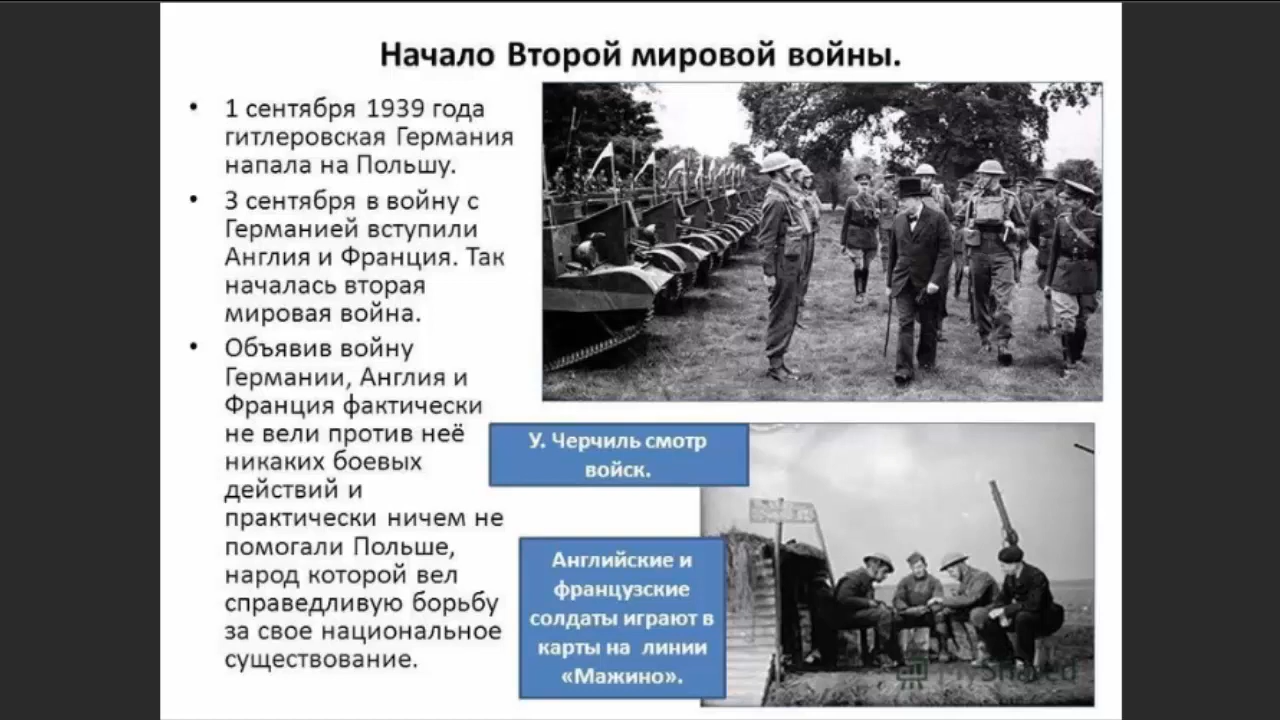 Начало Второй мировой войны.
• 1 сентября 1939 года
гитлеровская Германия
напала на Польшу.
• 3 сентября в войну с
Германией вступили
Англия и Франция. Так
началась вторая
мировая война.
• Объявив войну
Германии, Англия и
Франция фактически
не вели против неё
никаких боевых
действий и
практически ничем не
помогали Польше,
народ которой вел
справедливую борьбу
за свое национальное
существование.
У. Черчиль смотр
войск.
Английские и
французские
солдаты играют в
карты на линии
«Мажино».
MyShared